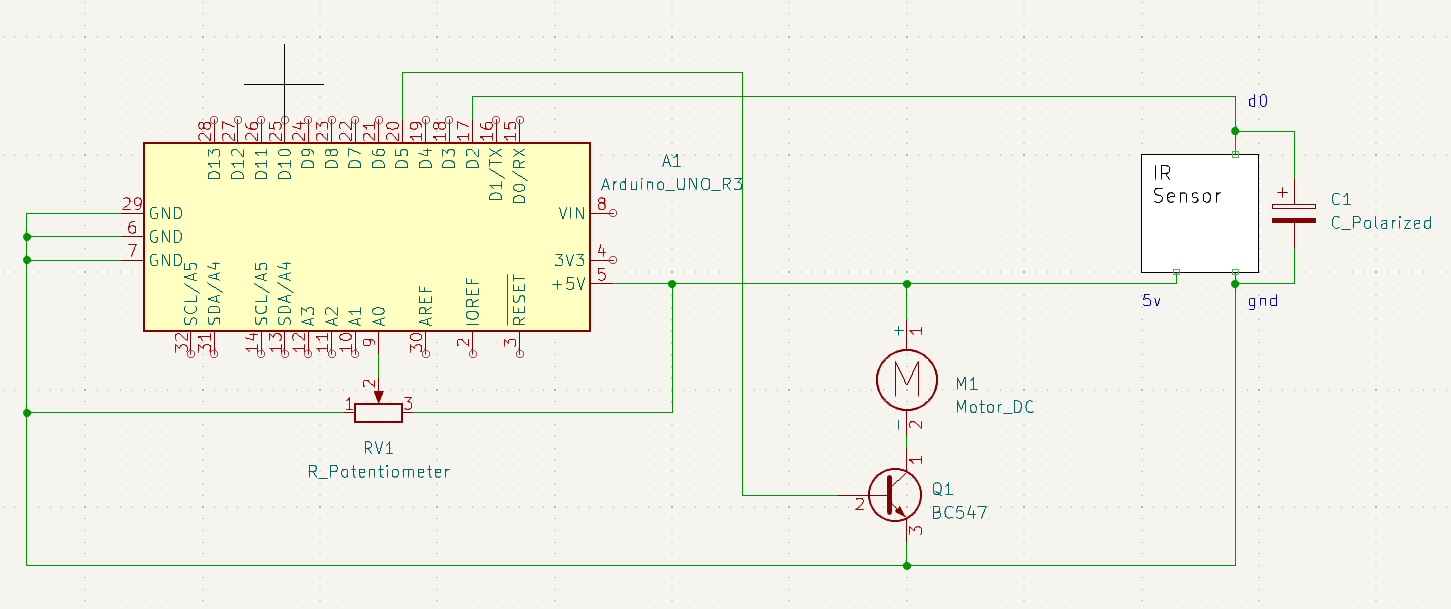 d0
28
27
26
25
24
23
22
21
20
19
18
17
16
15
D13
D12
D11
D10
D9
D8
D7
D6
D5
D4
D3
D2
D1/TX
D0/RX
A1
Arduino_UNO_R3
IR
Sensor
+
C1
C_Polarized
29
GND
6
GND
7
GND
VIN
8
3V3
4
+5V
5
SCL/A5
SDA/A4
SCL/A5
SDA/A4
A3
A2
A1
A0
AREF
IOREF
RESET
32
31
14
13
12
11
10
9
30
2
3
5v
gnd
+
1
M
M1
Motor_DC
-
2
2
1
3
RV1
R_Potentiometer
1
2
3
Q1
BC547